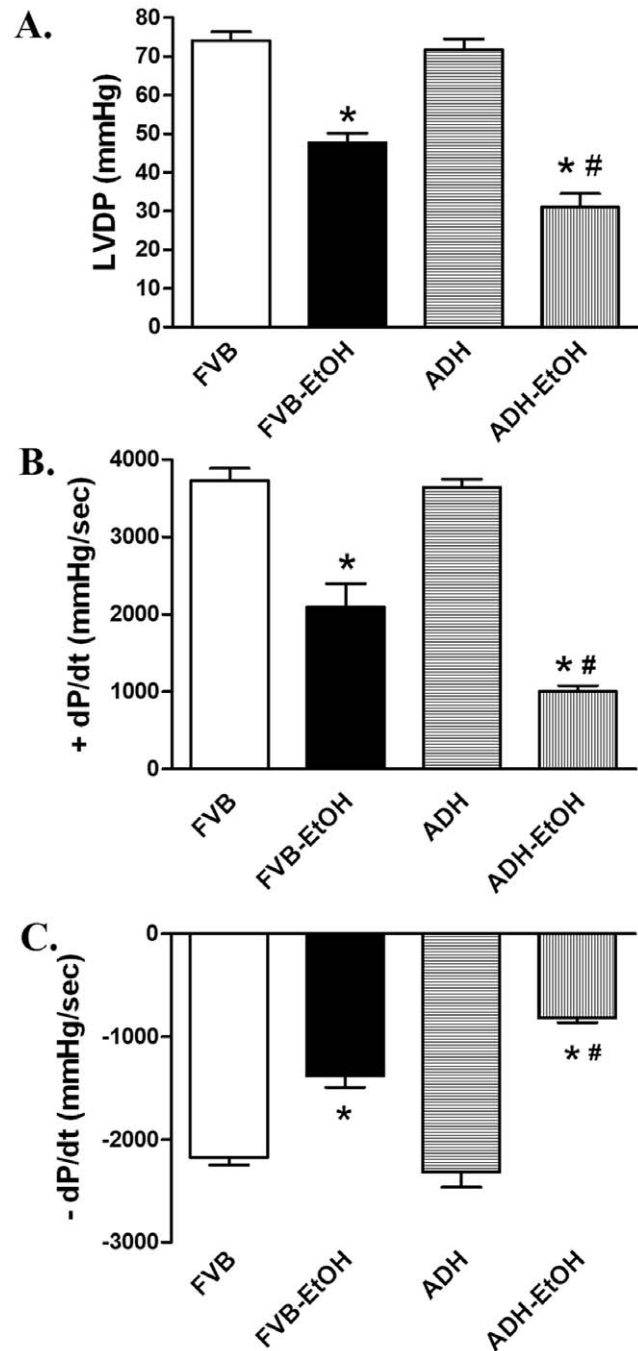 A.
LVDP (mmHg)
80
70
60
50
40
30
20
10
0
*
* #
FVB
FVB-EtOH
ADH
ADH-EtOH
B.
+ dP/dt (mmHg/sec)
4000
3000
2000
1000
0
*
* #
FVB
FVB-EtOH
ADH
ADH-EtOH
C.
- dP/dt (mmHg/sec)
0
-1000
-2000
-3000
*
* #
FVB
FVB-EtOH
ADH
ADH-EtOH